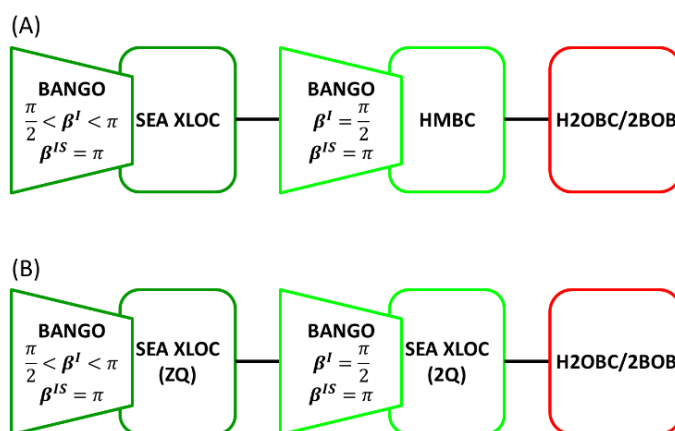 (A)
BANGO
π/2 < β^I < π
β^IS = π
SEA XLOC
BANGO
β^I = π/2
β^IS = π
HMBC
H2OBC/2BOB
(B)
BANGO
π/2 < β^I < π
β^IS = π
SEA XLOC
(ZQ)
BANGO
β^I = π/2
β^IS = π
SEA XLOC
(2Q)
H2OBC/2BOB